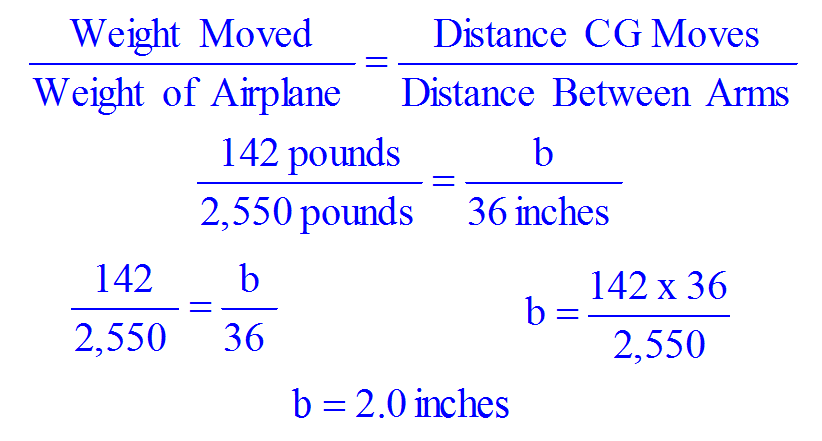 Weight Moved / Weight of Airplane = Distance CG Moves / Distance Between Arms
142 pounds / 2,550 pounds = b / 36 inches
142 / 2,550 = b / 36
b = 142 x 36 / 2,550
b = 2.0 inches